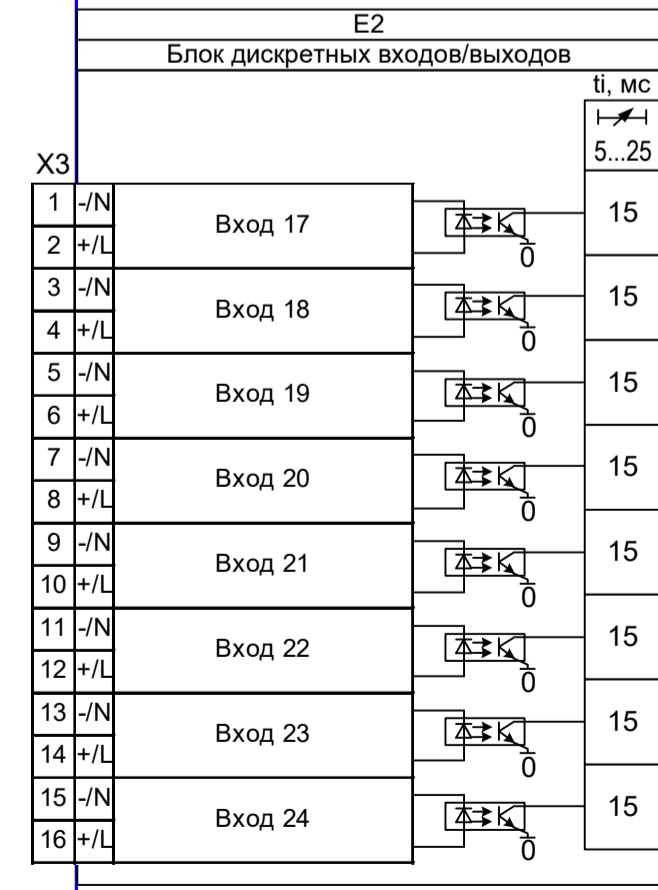 E2
Блок дискретных входов/выходов
ti, мс
5...25
X3
1 -/N Вход 17 15
2 +/L 0
3 -/N Вход 18 15
4 +/L 0
5 -/N Вход 19 15
6 +/L 0
7 -/N Вход 20 15
8 +/L 0
9 -/N Вход 21 15
10 +/L 0
11 -/N Вход 22 15
12 +/L 0
13 -/N Вход 23 15
14 +/L 0
15 -/N Вход 24 15
16 +/L 0